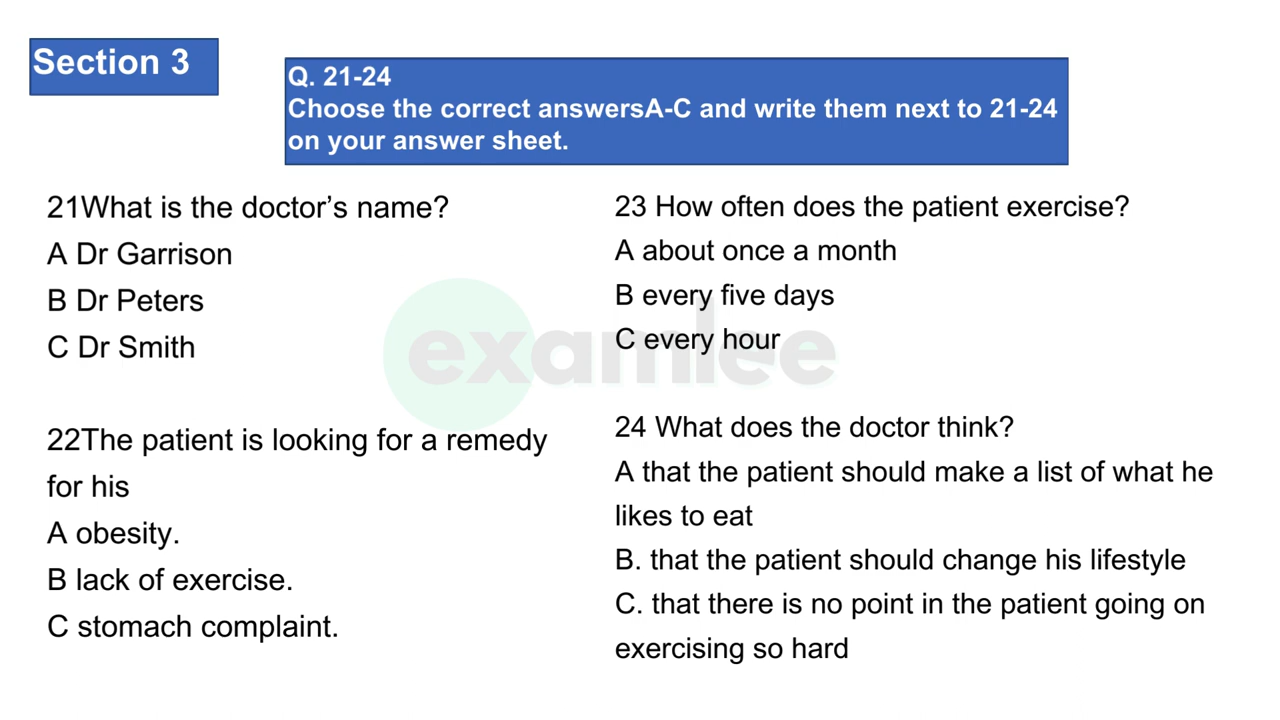 Section 3
Q. 21-24
Choose the correct answersA-C and write them next to 21-24
on your answer sheet.
21What is the doctor’s name?
A Dr Garrison
B Dr Peters
C Dr Smith
22The patient is looking for a remedy
for his
A obesity.
B lack of exercise.
C stomach complaint.
23 How often does the patient exercise?
A about once a month
B every five days
C every hour
24 What does the doctor think?
A that the patient should make a list of what he
likes to eat
B. that the patient should change his lifestyle
C. that there is no point in the patient going on
exercising so hard
examlee